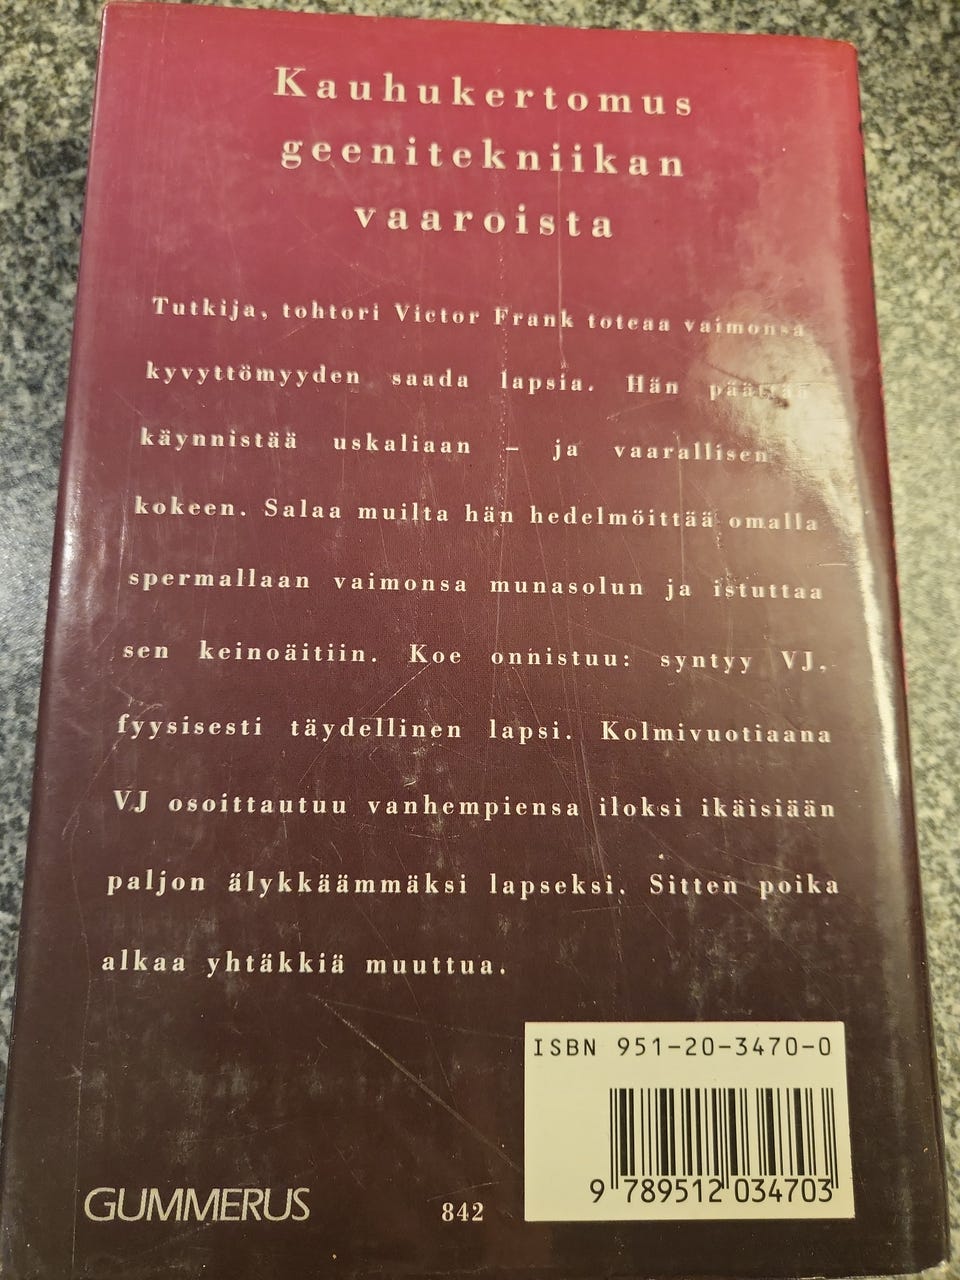 Kauhukertomus
geenitekniikan
vaaroista
Tutkija, tohtori Victor Frank toteaa vaimonsa
kyvyttömyyden saada lapsia. Hän päättää
käynnistää uskaliaan – ja vaarallisen
kokeen. Salaa muilta hän hedelmöittää omalla
spermallaan vaimonsa munasolun ja istuttaa
sen keinoäitiin. Koe onnistuu: syntyy VJ,
fyysisesti täydellinen lapsi. Kolmivuotiaana
VJ osoittautuu vanhempiensa iloksi ikäisiään
paljon älykkäämmäksi lapseksi. Sitten poika
alkaa yhtäkkiä muuttua.
ISBN 951-20-3470-0
9 789512 034703
GUMMERUS
842